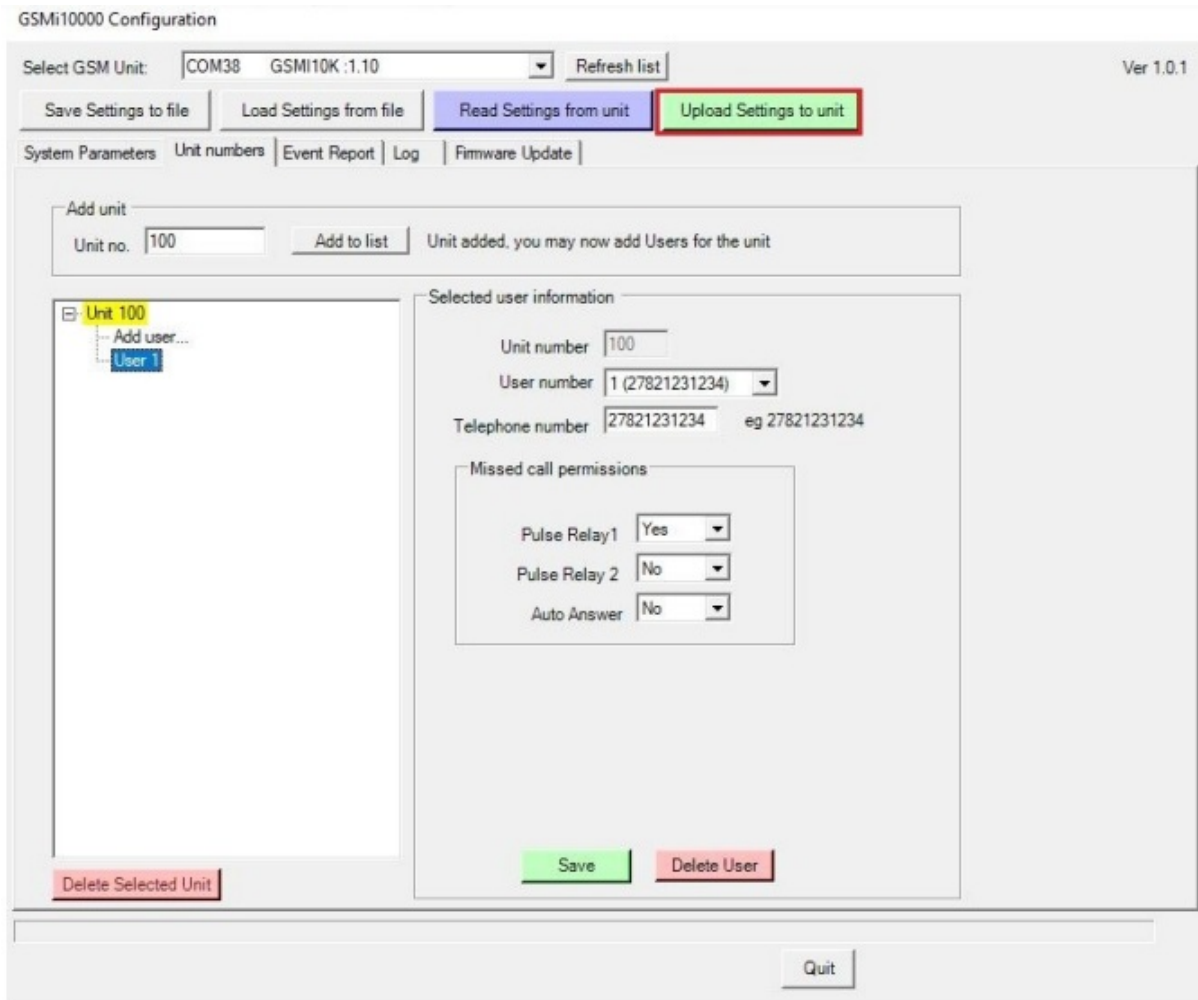 GSMi10000 Configuration
Select GSM Unit: COM38 GSMI10K :1.10 Refresh list Ver 1.0.1
Save Settings to file Load Settings from file Read Settings from unit Upload Settings to unit
System Parameters Unit numbers Event Report Log Firmware Update
Add unit
Unit no. 100 Add to list Unit added, you may now add Users for the unit
Unit 100
Add user...
User 1
Selected user information
Unit number 100
User number 1 (27821231234)
Telephone number 27821231234 eg 27821231234
Missed call permissions
Pulse Relay1 Yes
Pulse Relay 2 No
Auto Answer No
Save Delete User
Delete Selected Unit
Quit